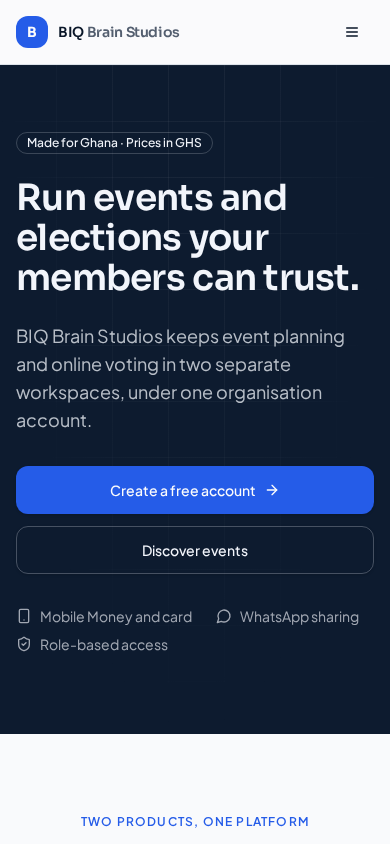 B BIQ Brain Studios
Made for Ghana · Prices in GHS
Run events and
elections your
members can trust.
BIQ Brain Studios keeps event planning
and online voting in two separate
workspaces, under one organisation
account.
Create a free account →
Discover events
Mobile Money and card WhatsApp sharing
Role-based access
TWO PRODUCTS, ONE PLATFORM